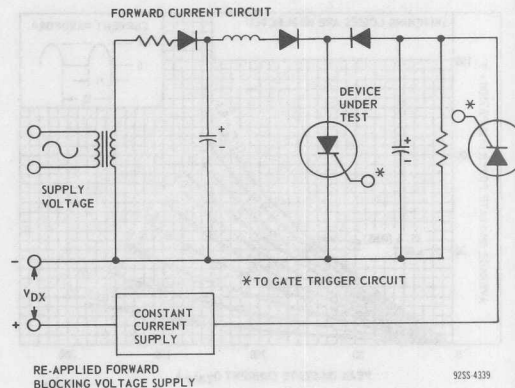 FORWARD CURRENT CIRCUIT
DEVICE
UNDER
TEST
+
-
+
-
*
*
SUPPLY
VOLTAGE
-
* TO GATE TRIGGER CIRCUIT
VDX
+
CONSTANT
CURRENT
SUPPLY
RE-APPLIED FORWARD
BLOCKING VOLTAGE SUPPLY
92SS-4339